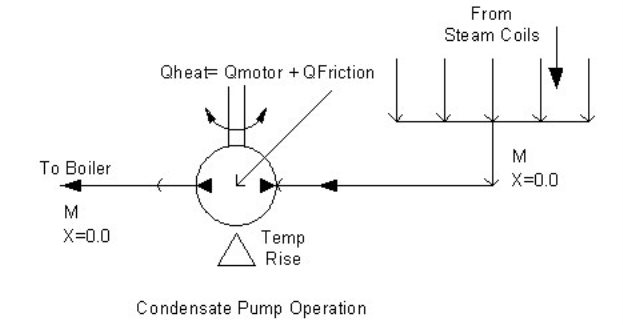 From
Steam Coils
Qheat= Qmotor + QFriction
To Boiler
M
X=0.0
M
X=0.0
Temp
Rise
Condensate Pump Operation